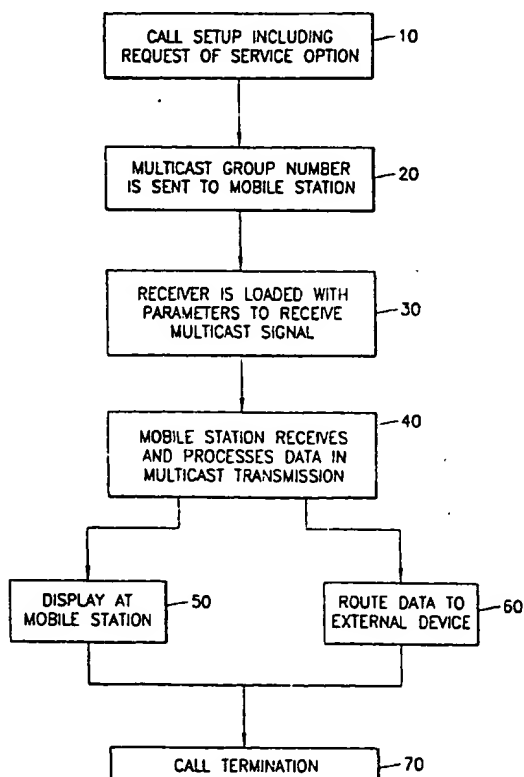 CALL SETUP INCLUDING
REQUEST OF SERVICE OPTION
10
MULTICAST GROUP NUMBER
IS SENT TO MOBILE STATION
20
RECEIVER IS LOADED WITH
PARAMETERS TO RECEIVE
MULTICAST SIGNAL
30
40
MOBILE STATION RECEIVES
AND PROCESSES DATA IN
MULTICAST TRANSMISSION
DISPLAY AT
MOBILE STATION
50
ROUTE DATA TO
EXTERNAL DEVICE
60
CALL TERMINATION
70